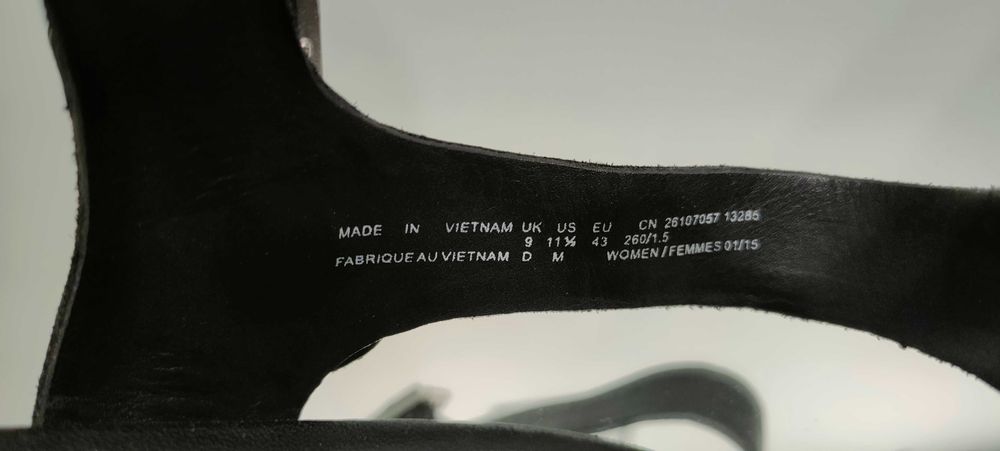 MADE IN VIETNAM UK US EU CN 26107057 13286
9 11½ 43 260/1.5
FABRIQUE AU VIETNAM D M WOMEN/FEMMES 01/15